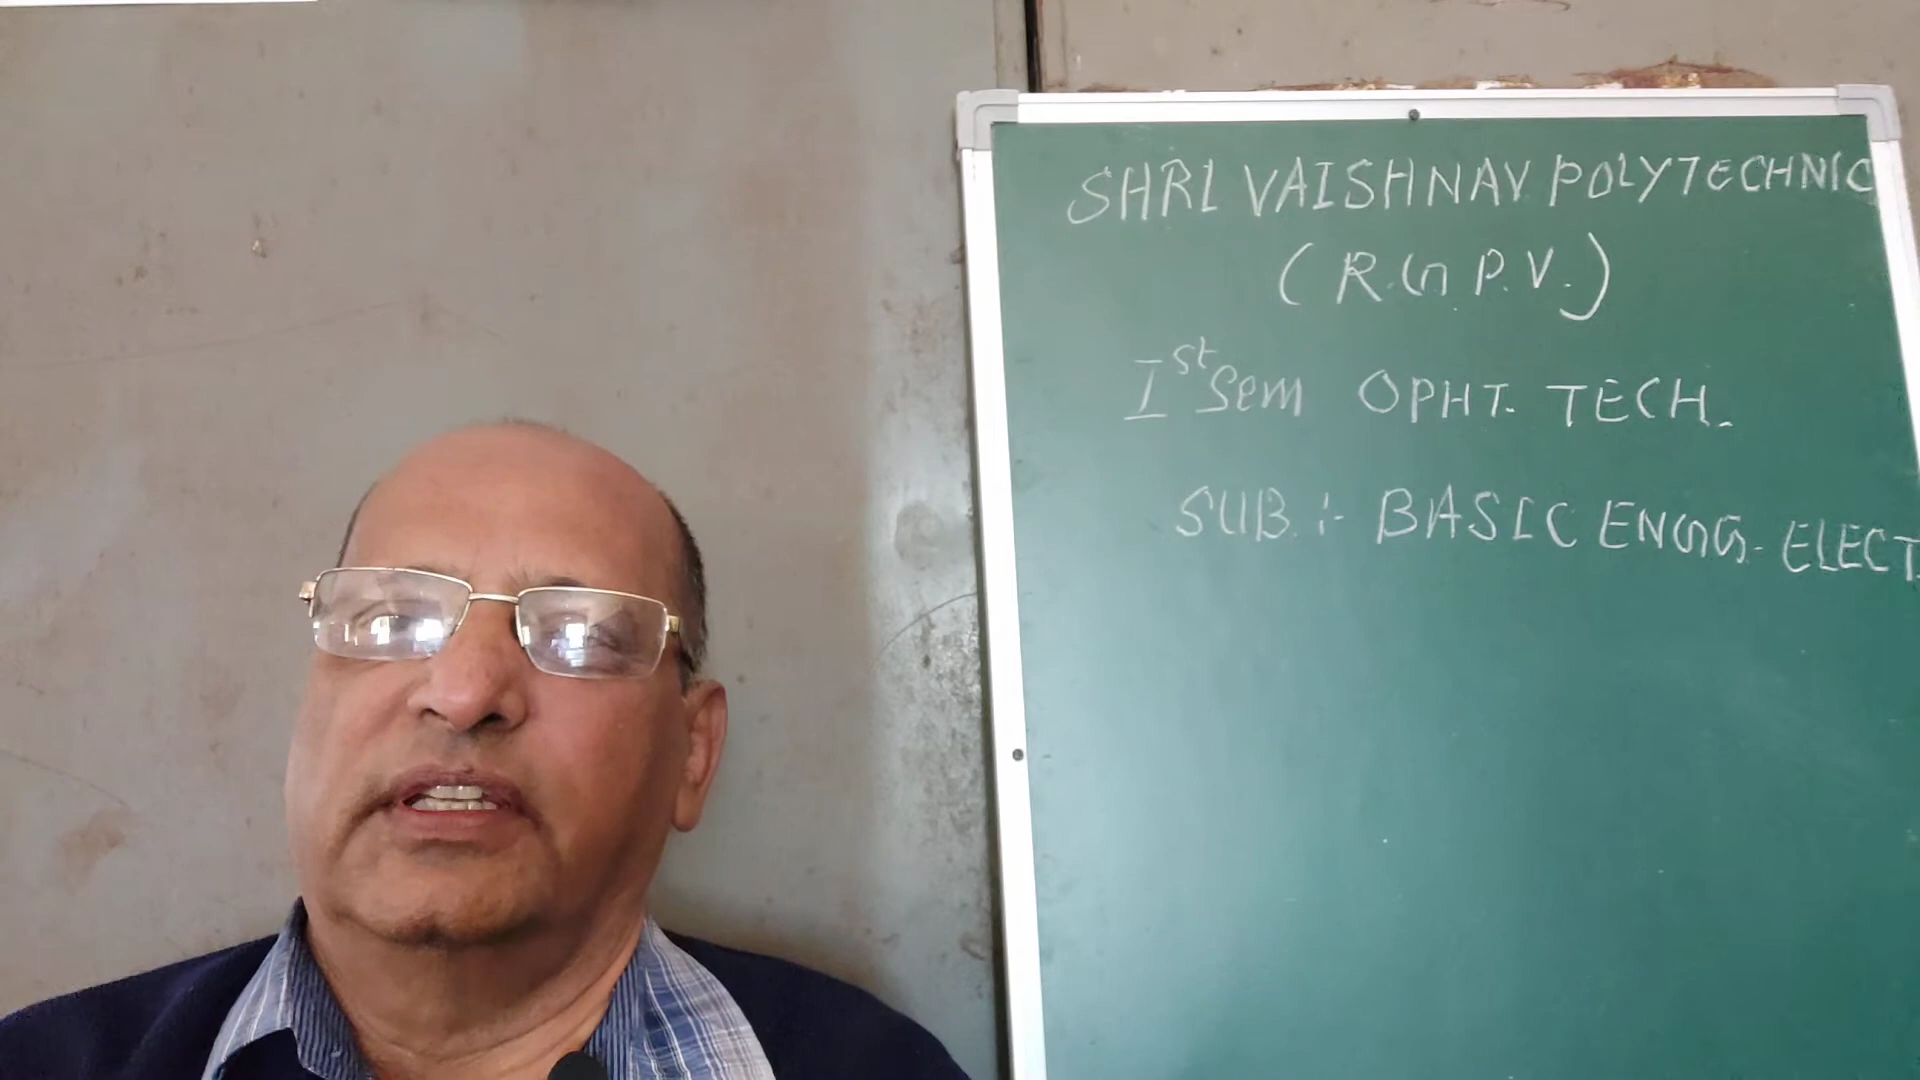 SHRI VAISHNAV POLYTECHNIC
(R.G.P.V.)
Ist Sem OPHT. TECH.
SUB :- BASIC ENGG. ELECT.